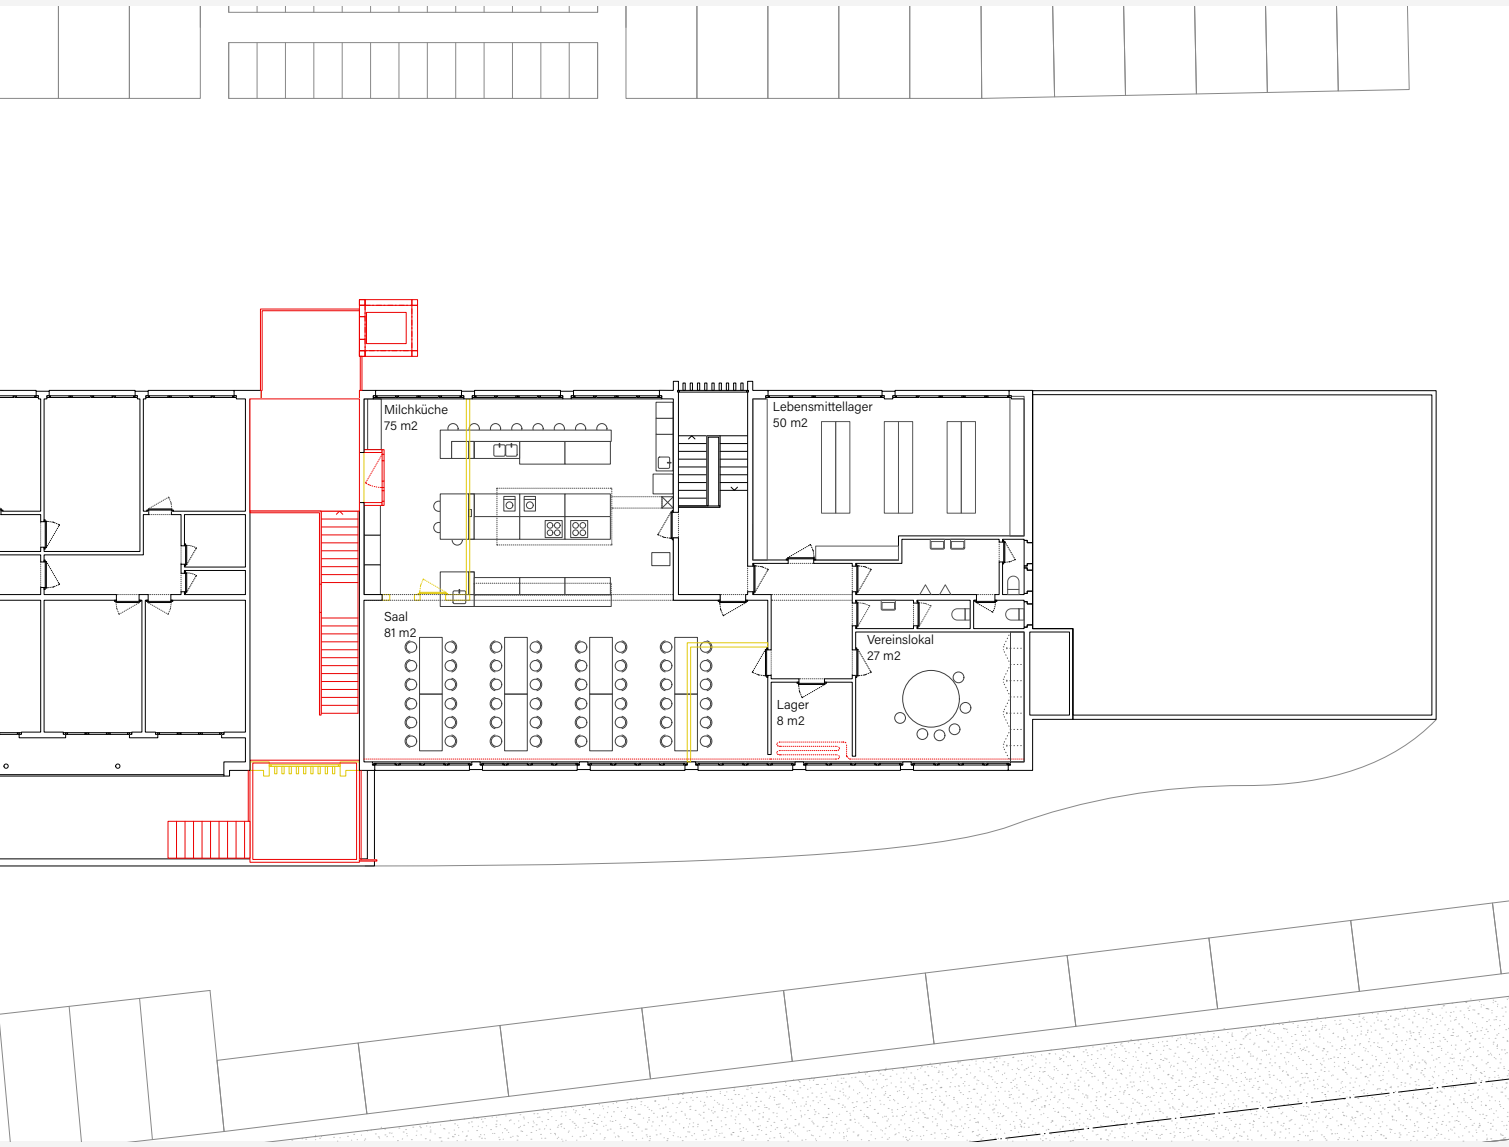 Milchküche
75 m2
Lebensmittellager
50 m2
Saal
81 m2
Vereinslokal
27 m2
Lager
8 m2